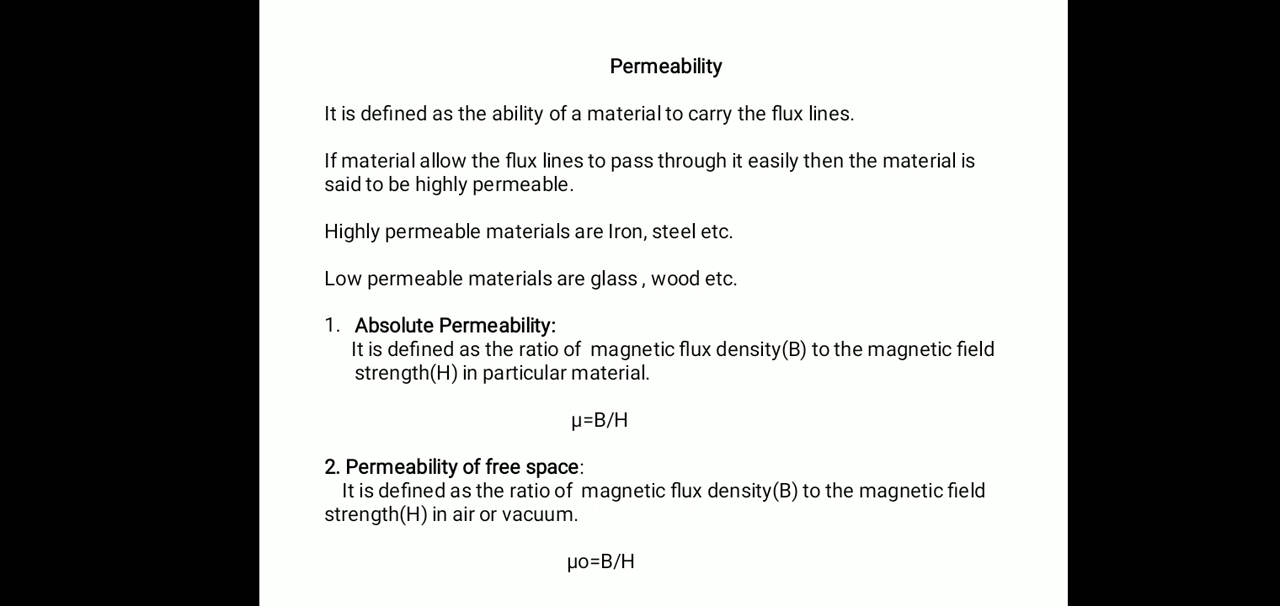 Permeability
It is defined as the ability of a material to carry the flux lines.
If material allow the flux lines to pass through it easily then the material is
said to be highly permeable.
Highly permeable materials are Iron, steel etc.
Low permeable materials are glass , wood etc.
1. Absolute Permeability:
It is defined as the ratio of magnetic flux density(B) to the magnetic field
strength(H) in particular material.
μ=B/H
2. Permeability of free space:
It is defined as the ratio of magnetic flux density(B) to the magnetic field
strength(H) in air or vacuum.
μo=B/H